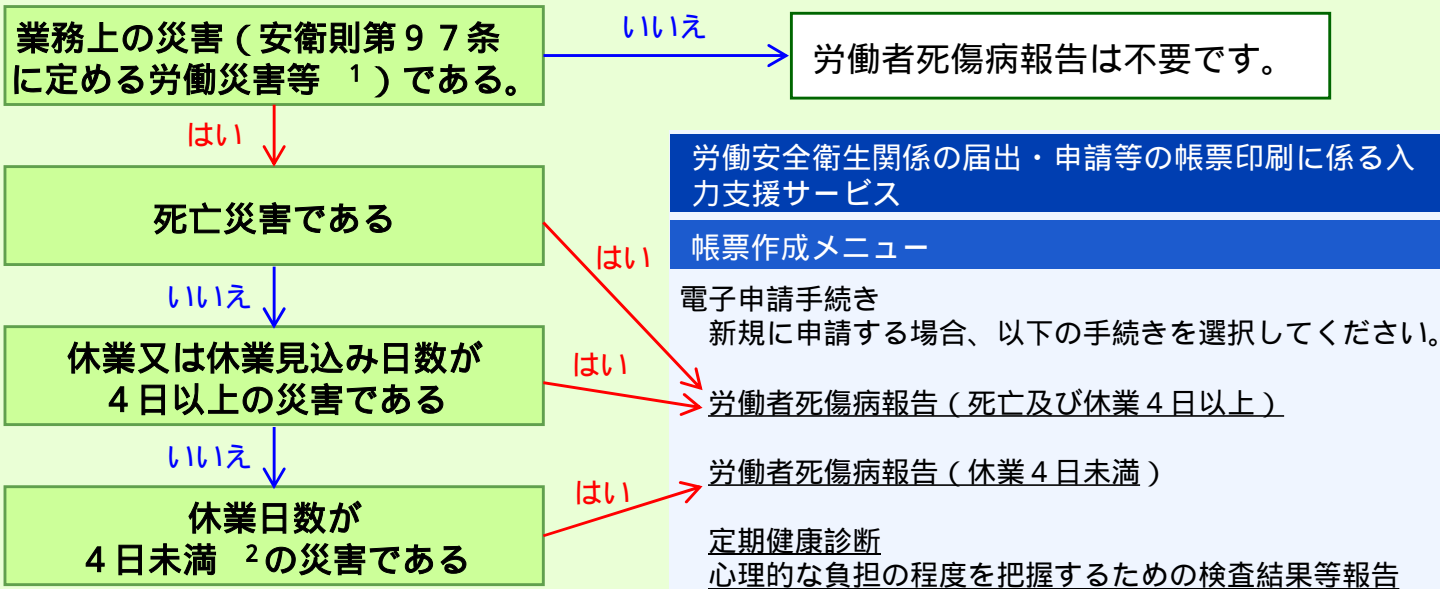 業務上の災害(安衛則第97条
に定める労働災害等 1)である。
いいえ
労働者死傷病報告は不要です。
はい
死亡災害である
はい
いいえ
休業又は休業見込み日数が
4日以上の災害である
はい
いいえ
休業日数が
4日未満 2の災害である
はい
労働安全衛生関係の届出・申請等の帳票印刷に係る入
力支援サービス
帳票作成メニュー
電子申請手続き
新規に申請する場合、以下の手続きを選択してください。
労働者死傷病報告(死亡及び休業4日以上)
労働者死傷病報告(休業4日未満)
定期健康診断
心理的な負担の程度を把握するための検査結果等報告